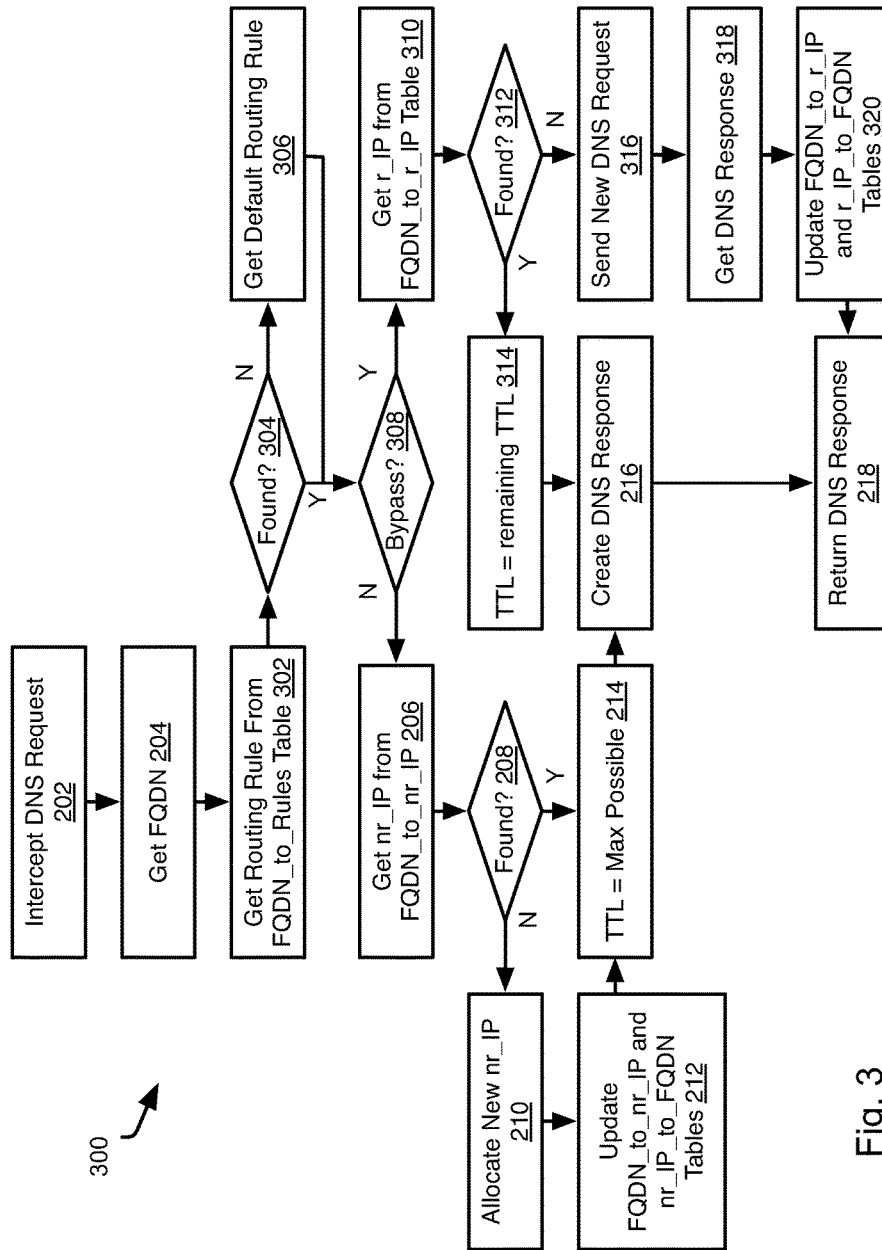 300
Intercept DNS Request
202
Get FQDN 204
Get Routing Rule From
FQDN_to_Rules Table 302
Found? 304
N
Y
Get Default Routing Rule
306
Bypass? 308
N
Y
Get nr_IP from
FQDN_to_nr_IP 206
Found? 208
N
Y
Allocate New nr_IP
210
Update
FQDN_to_nr_IP and
nr_IP_to_FQDN
Tables 212
TTL = Max Possible 214
Get r_IP from
FQDN_to_r_IP Table 310
Found? 312
Y
N
TTL = remaining TTL 314
Create DNS Response
216
Send New DNS Request
316
Get DNS Response 318
Update FQDN_to_r_IP
and r_IP_to_FQDN
Tables 320
Return DNS Response
218
Fig. 3